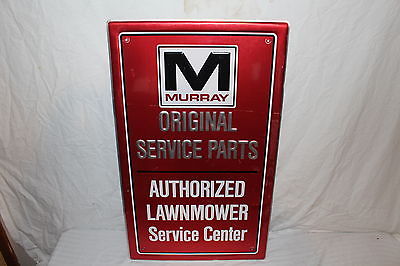 M
MURRAY
ORIGINAL
SERVICE PARTS
AUTHORIZED
LAWNMOWER
Service Center